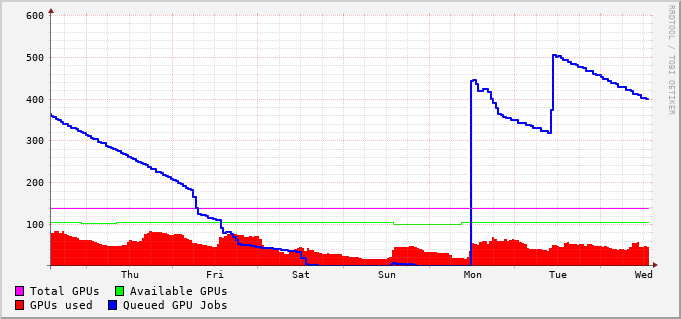 600
500
400
300
200
100
Thu Fri Sat Sun Mon Tue Wed
Total GPUs Available GPUs
GPUs used Queued GPU Jobs
RRDTOOL / TOBI OETIKER